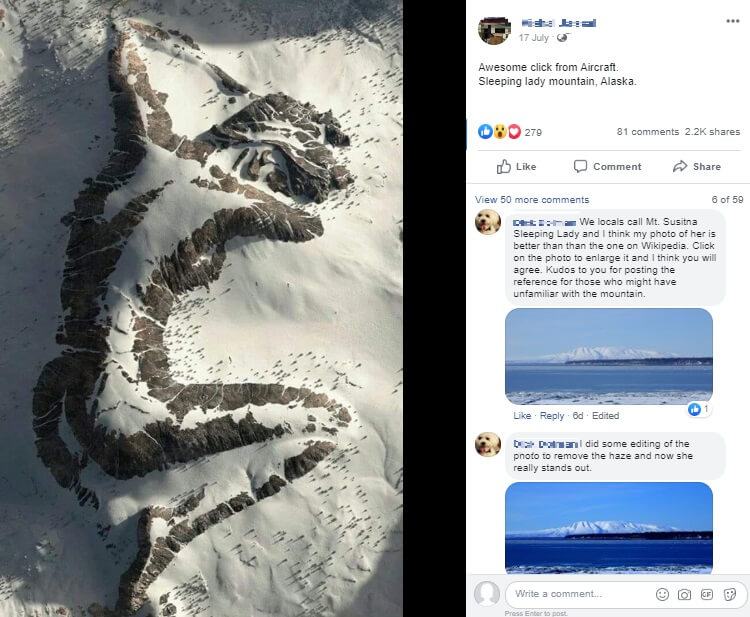 17 July ·
Awesome click from Aircraft.
Sleeping lady mountain, Alaska.
279
81 comments 2.2K shares
Like
Comment
Share
View 50 more comments
6 of 59
We locals call Mt. Susitna
Sleeping Lady and I think my photo of her is
better than than the one on Wikipedia. Click
on the photo to enlarge it and I think you will
agree. Kudos to you for posting the
reference for those who might have
unfamiliar with the mountain.
Like · Reply · 6d · Edited
1
I did some editing of the
photo to remove the haze and now she
really stands out.
Write a comment...
GIF
Press Enter to post.